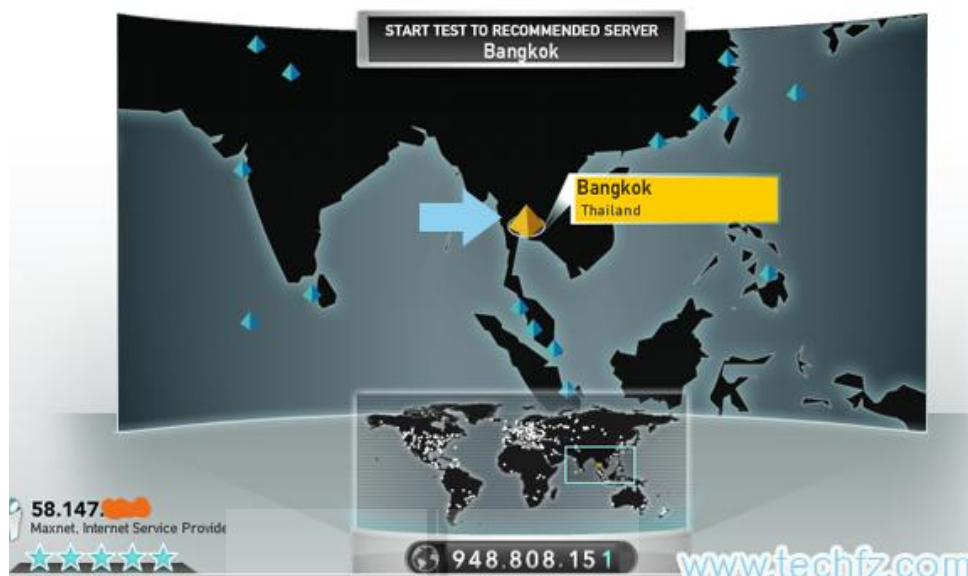 START TEST TO RECOMMENDED SERVER
Bangkok
Bangkok
Thailand
58.147.
Maxnet, Internet Service Provide
948.808.151
www.techfz.com